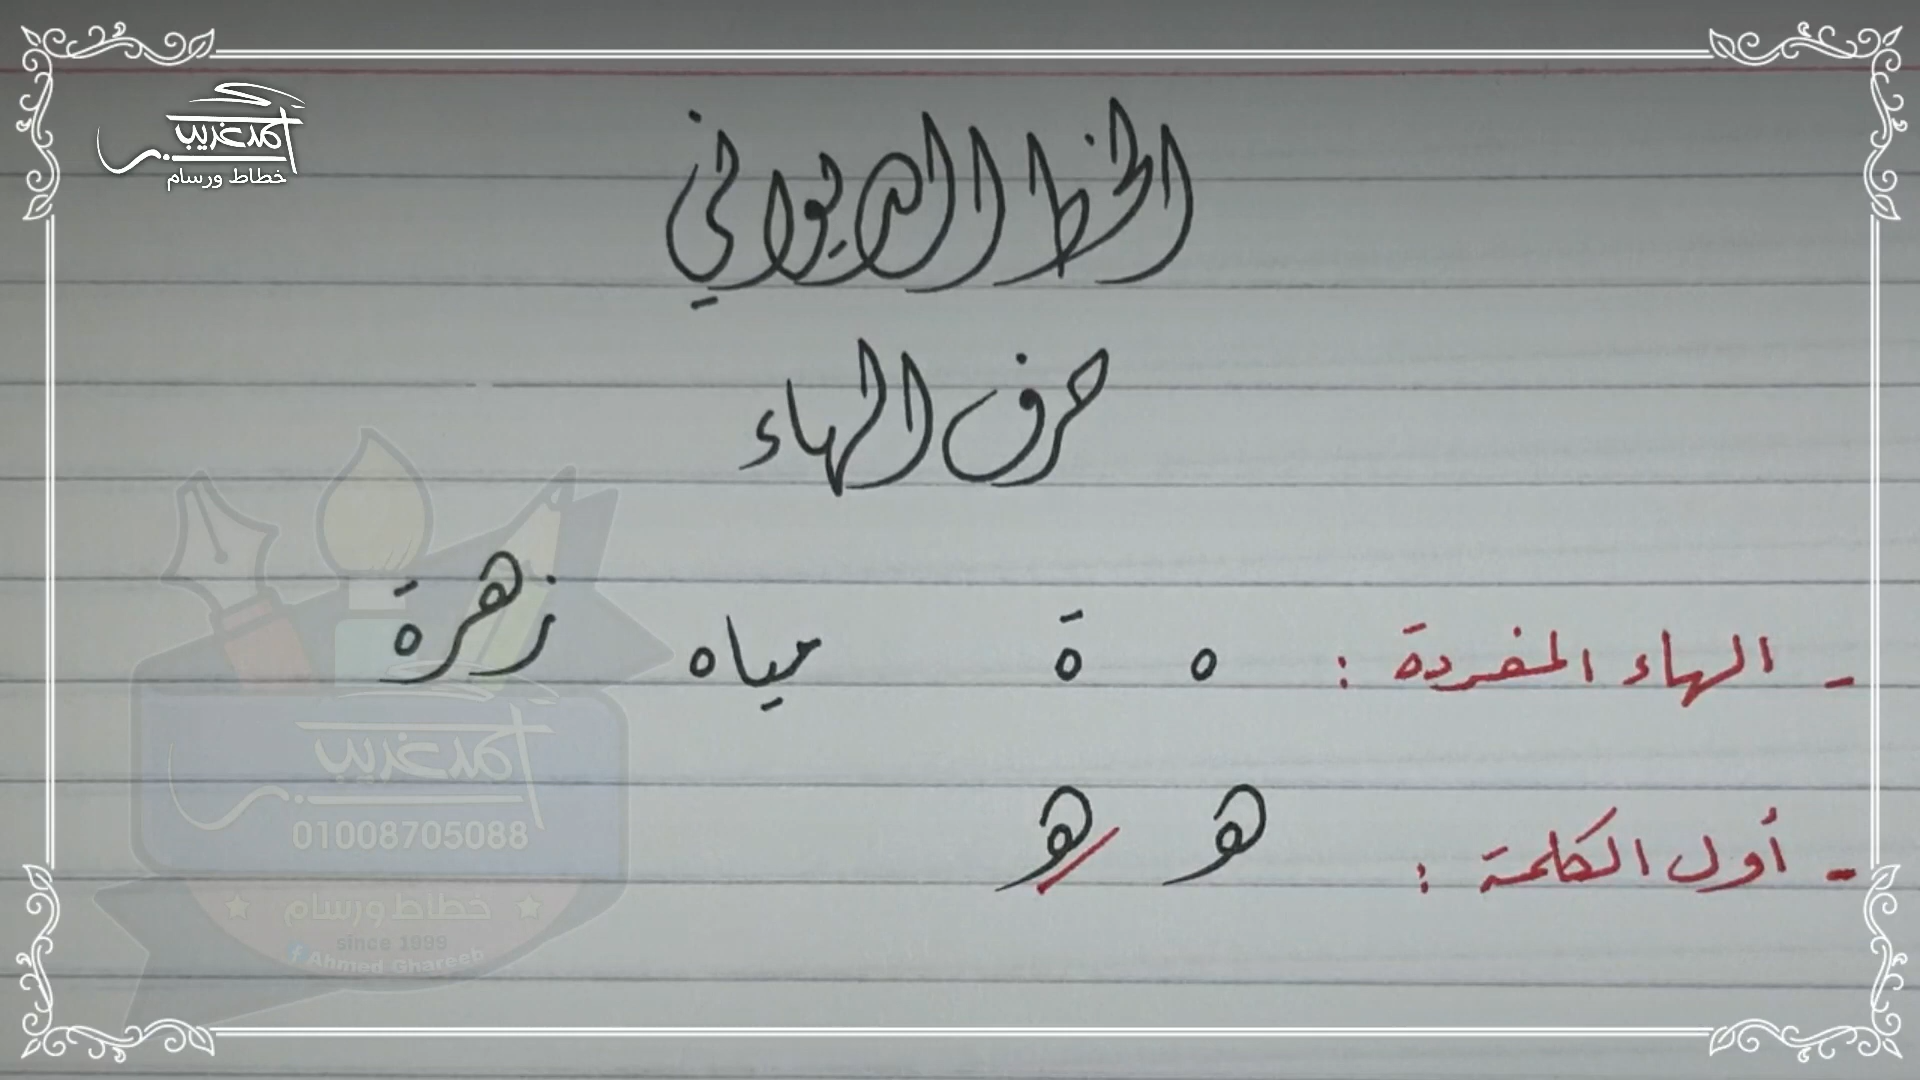 أحمد غريب
خطاط ورسام
الخط الديواني
حرف الهاء
- الهاء المفردة : ه ة مياه زهرة
- أول الكلمة : هـ هـ
أحمد غريب
01008705088
خطاط ورسام
since 1999
Ahmed Ghareeb